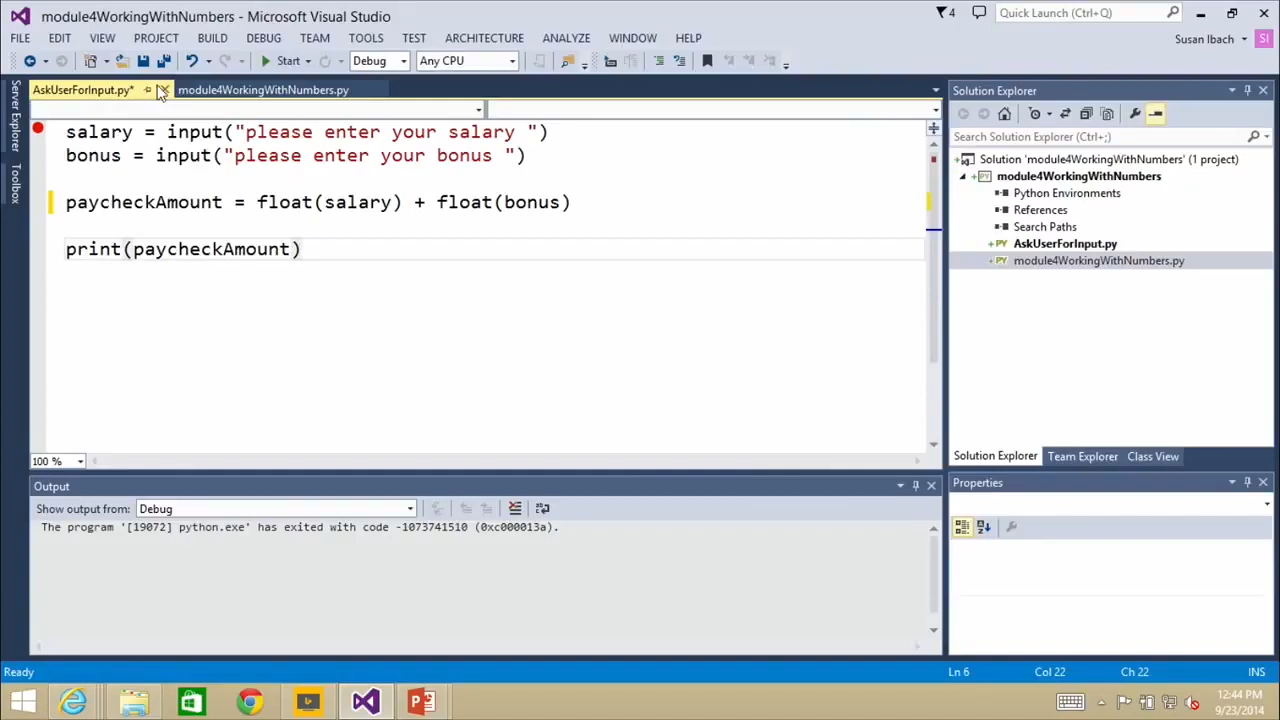 module4WorkingWithNumbers - Microsoft Visual Studio
4
Quick Launch (Ctrl+Q)
FILE EDIT VIEW PROJECT BUILD DEBUG TEAM TOOLS TEST ARCHITECTURE ANALYZE WINDOW HELP
Susan Ibach
SI
Start
Debug
Any CPU
Server Explorer
Toolbox
AskUserForInput.py*
module4WorkingWithNumbers.py
salary = input("please enter your salary ")
bonus = input("please enter your bonus ")
paycheckAmount = float(salary) + float(bonus)
print(paycheckAmount)
100 %
Solution Explorer
Search Solution Explorer (Ctrl+;)
Solution 'module4WorkingWithNumbers' (1 project)
module4WorkingWithNumbers
Python Environments
References
Search Paths
AskUserForInput.py
module4WorkingWithNumbers.py
Solution Explorer Team Explorer Class View
Output
Show output from: Debug
The program '[19072] python.exe' has exited with code -1073741510 (0xc000013a).
Properties
Ready
Ln 6
Col 22
Ch 22
INS
12:44 PM
9/23/2014